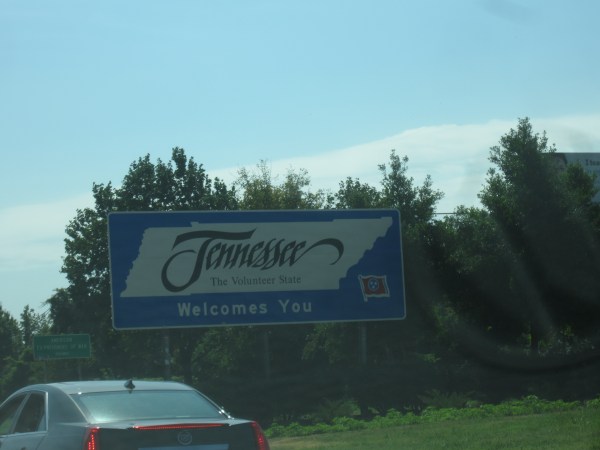 Tennessee
The Volunteer State
Welcomes You